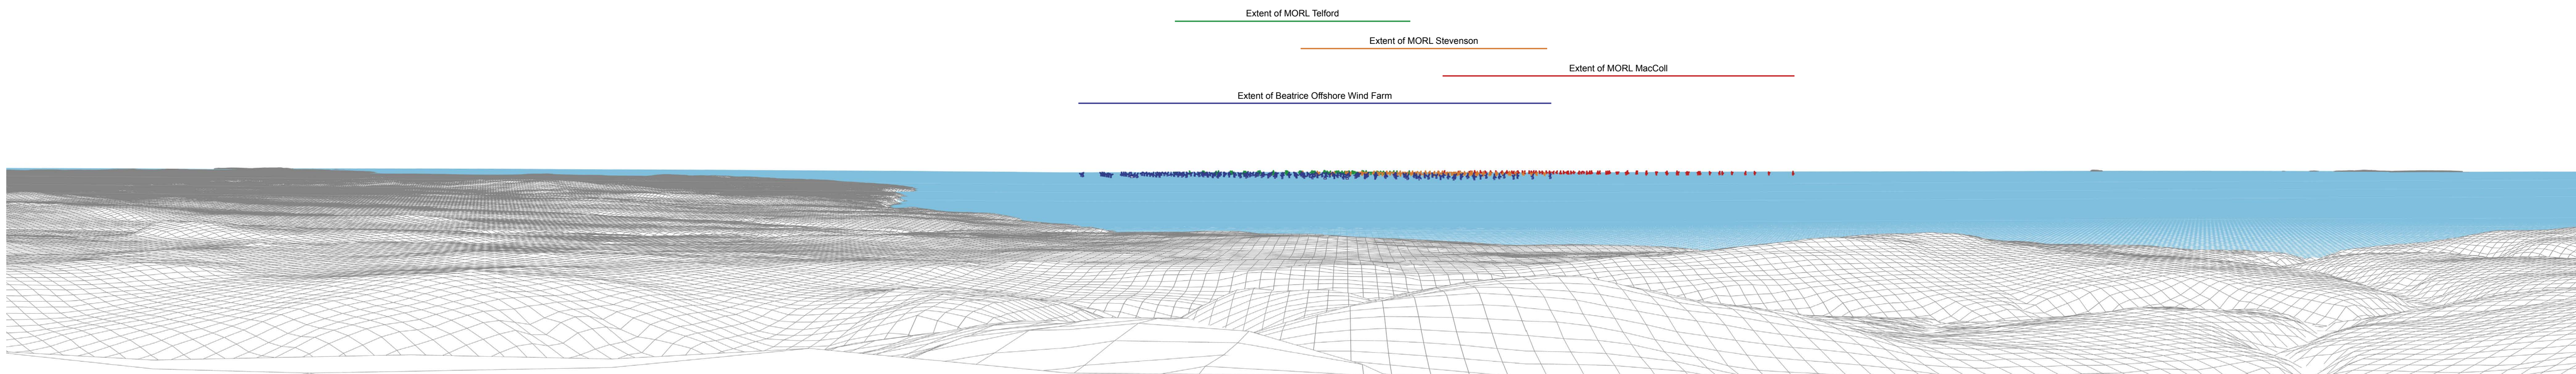 Extent of MORL Telford
Extent of MORL Stevenson
Extent of MORL MacColl
Extent of Beatrice Offshore Wind Farm